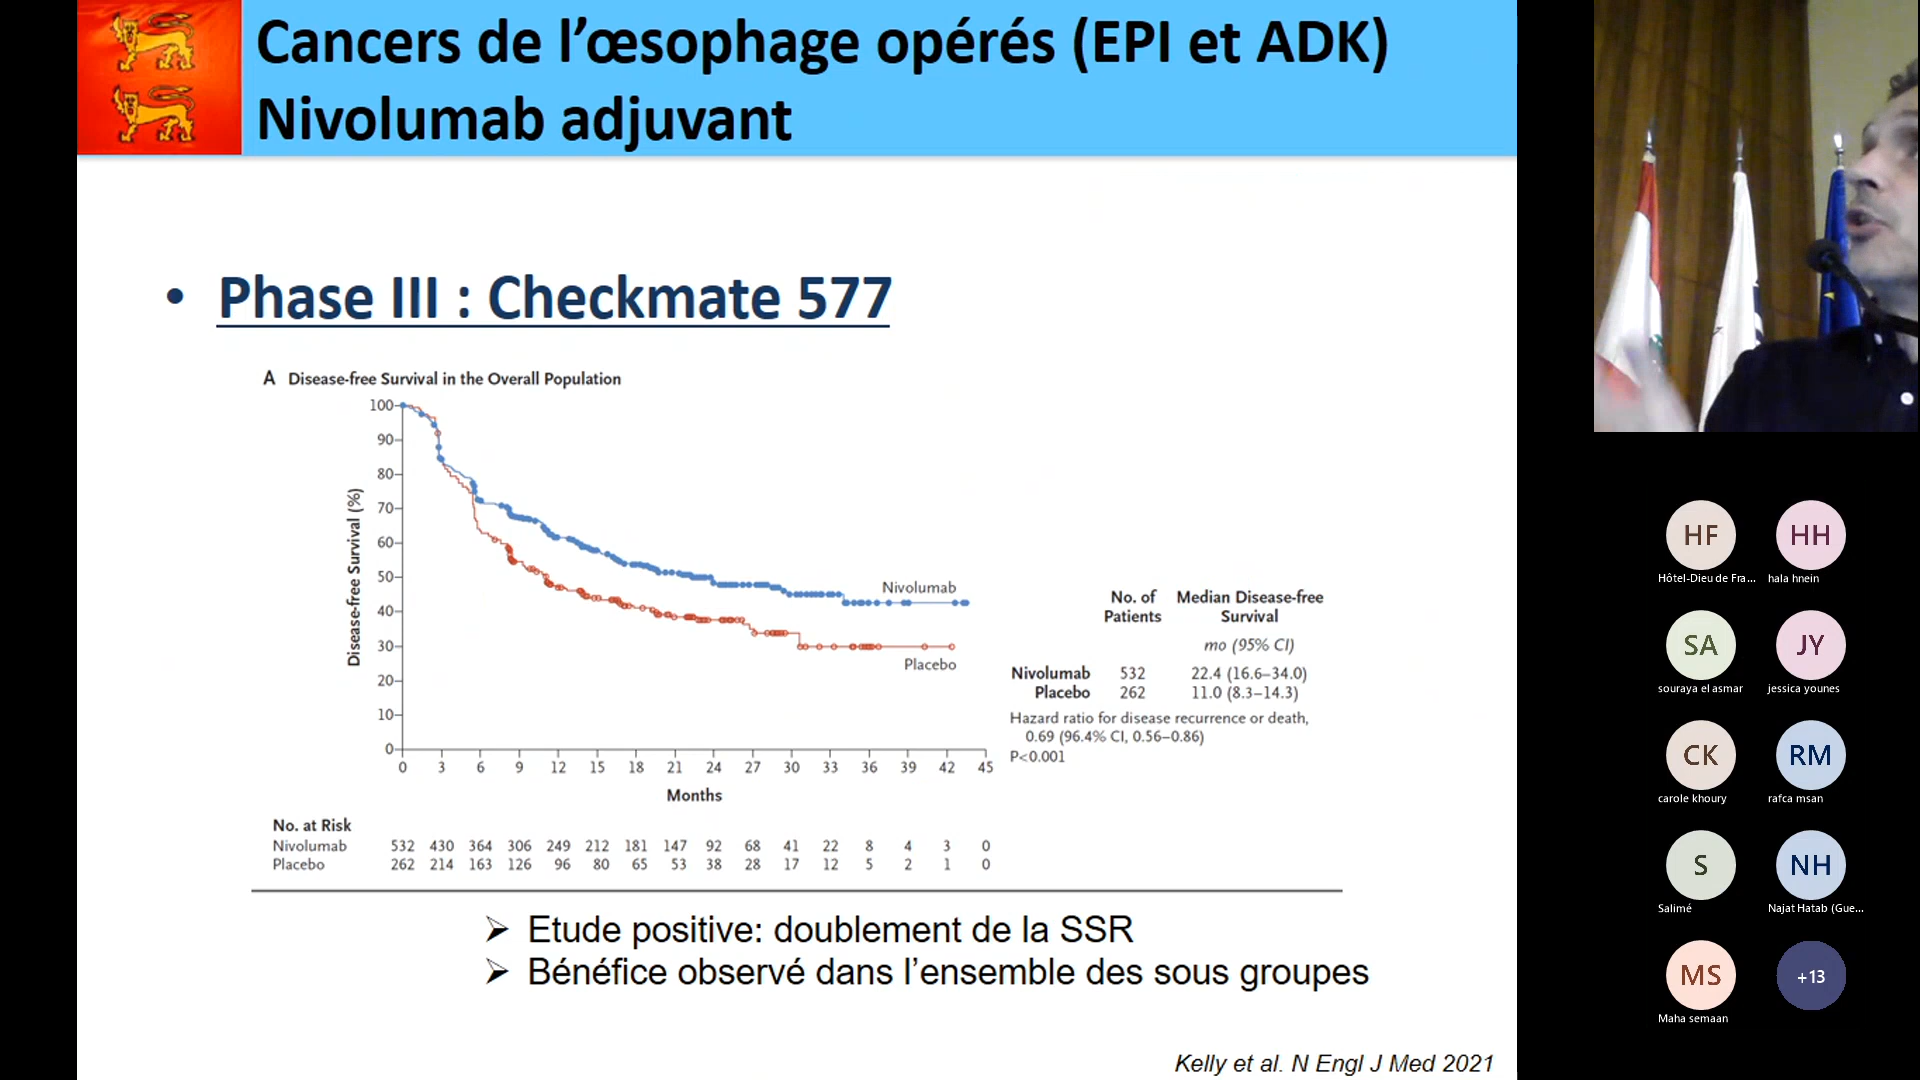 Cancers de l’œsophage opérés (EPI et ADK)
Nivolumab adjuvant
• Phase III : Checkmate 577
A Disease-free Survival in the Overall Population
Disease-free Survival (%)
100
90
80
70
60
50
40
30
20
10
0
Nivolumab
Placebo
0 3 6 9 12 15 18 21 24 27 30 33 36 39 42 45
Months
No. of Patients
Median Disease-free Survival
mo (95% CI)
Nivolumab 532 22.4 (16.6–34.0)
Placebo 262 11.0 (8.3–14.3)
Hazard ratio for disease recurrence or death,
0.69 (96.4% CI, 0.56–0.86)
P<0.001
No. at Risk
Nivolumab 532 430 364 306 249 212 181 147 92 68 41 22 8 4 3 0
Placebo 262 214 163 126 96 80 65 53 38 28 17 12 5 2 1 0
➢ Etude positive: doublement de la SSR
➢ Bénéfice observé dans l’ensemble des sous groupes
Kelly et al. N Engl J Med 2021
HF HH
Hôtel-Dieu de Fra... hala hnein
SA JY
souraya el asmar jessica younes
CK RM
carole khoury rafca msan
S NH
Salimé Najat Hatab (Gue...
MS +13
Maha semaan